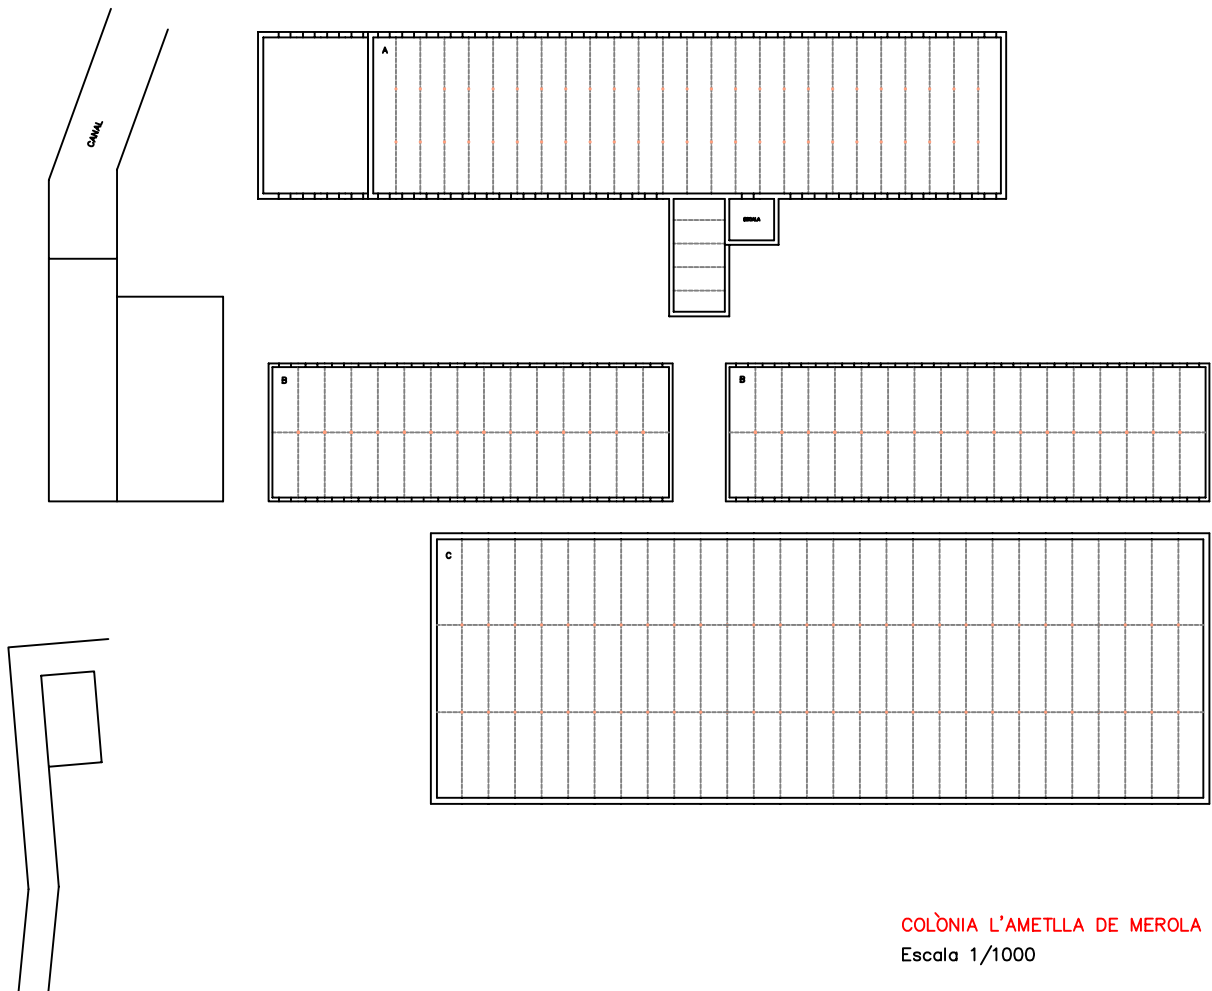 A
CANAL
ESCALA
B
B
C
COLÒNIA L'AMETLLA DE MEROLA
Escala 1/1000